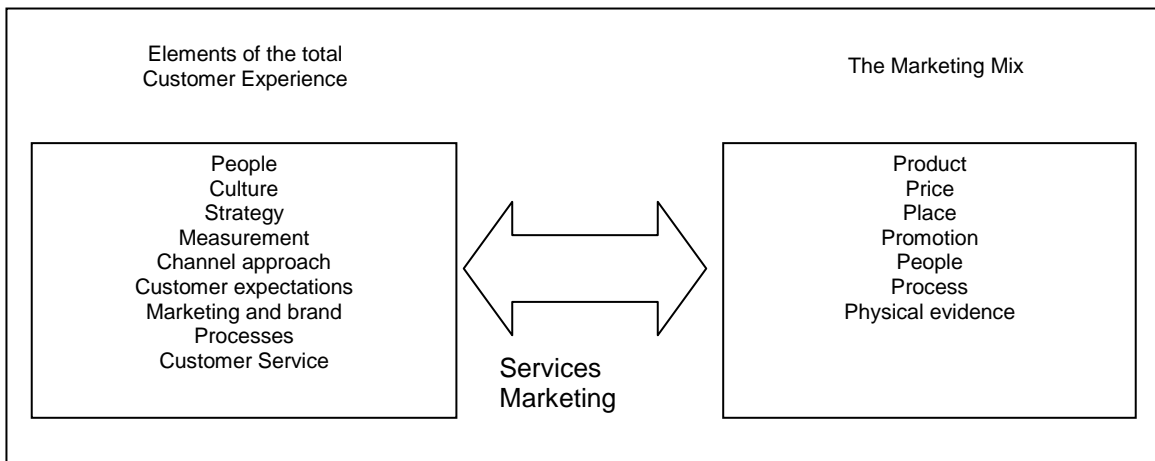 Elements of the total
Customer Experience
The Marketing Mix
People
Culture
Strategy
Measurement
Channel approach
Customer expectations
Marketing and brand
Processes
Customer Service
Services
Marketing
Product
Price
Place
Promotion
People
Process
Physical evidence